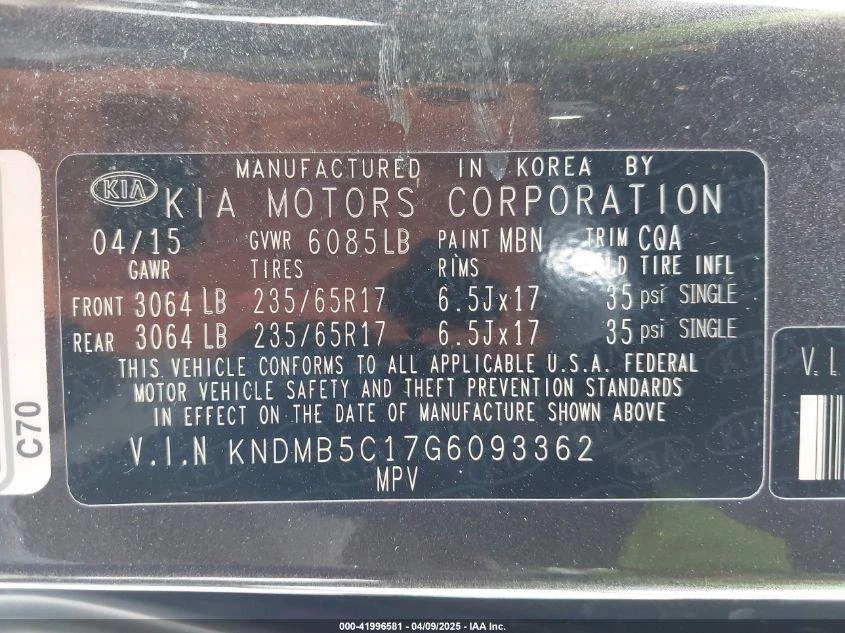 MANUFACTURED IN KOREA BY
KIA KIA MOTORS CORPORATION
04/15 GVWR 6085LB PAINT MBN TRIM CQA
GAWR TIRES RIMS LD TIRE INFL
FRONT 3064 LB 235/65R17 6.5Jx17 35 psi SINGLE
REAR 3064 LB 235/65R17 6.5Jx17 35 psi SINGLE
THIS VEHICLE CONFORMS TO ALL APPLICABLE U.S.A. FEDERAL
MOTOR VEHICLE SAFETY AND THEFT PREVENTION STANDARDS
IN EFFECT ON THE DATE OF MANUFACTURE SHOWN ABOVE
V.I.N KNDMB5C17G6093362
MPV
C70
V.I.
000-41996581 | 04/09/2025 - IAA Inc.